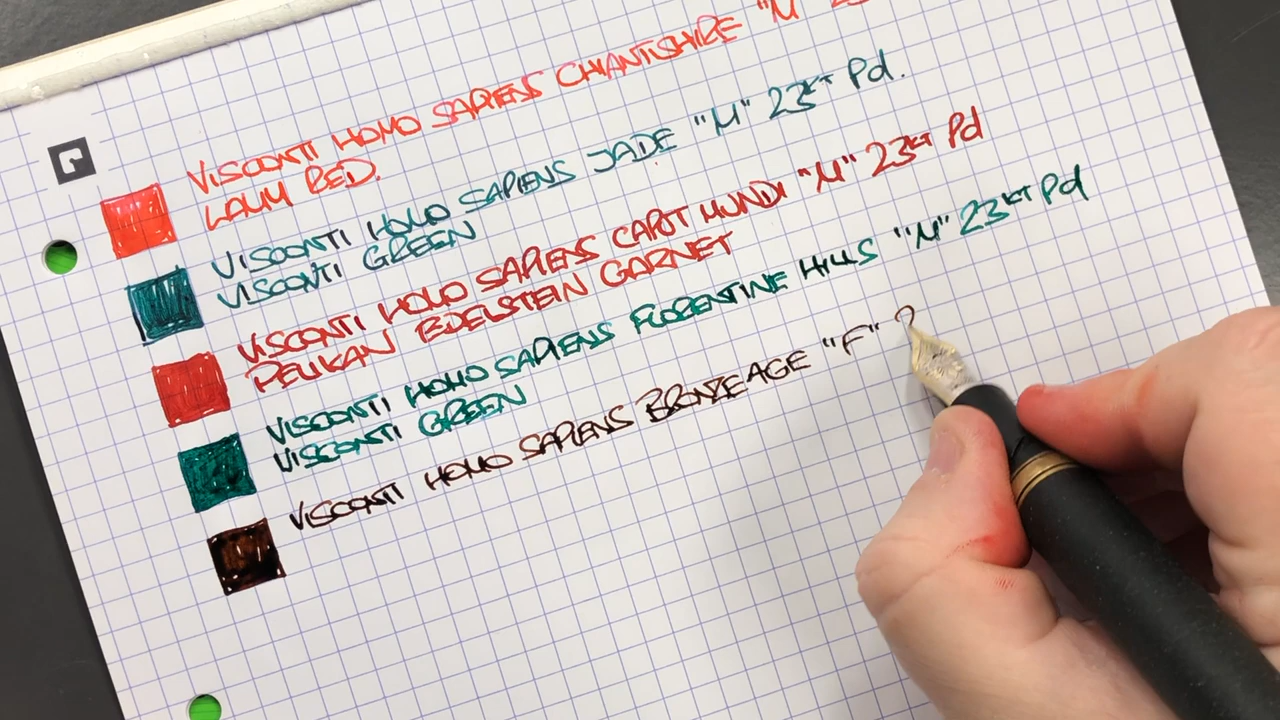 VISCONTI HOMO SAPIENS CHIANTISHIRE "M" 23
LAMY RED.
VISCONTI HOMO SAPIENS JADE "M" 23KT Pd.
VISCONTI GREEN
VISCONTI HOMO SAPIENS CAPUT MUNDI "M" 23KT Pd
PELIKAN EDELSTEIN GARNET
VISCONTI HOMO SAPIENS FLORENTINE HILLS "M" 23KT Pd
VISCONTI GREEN
VISCONTI HOMO SAPIENS BRONZE AGE "F" 2